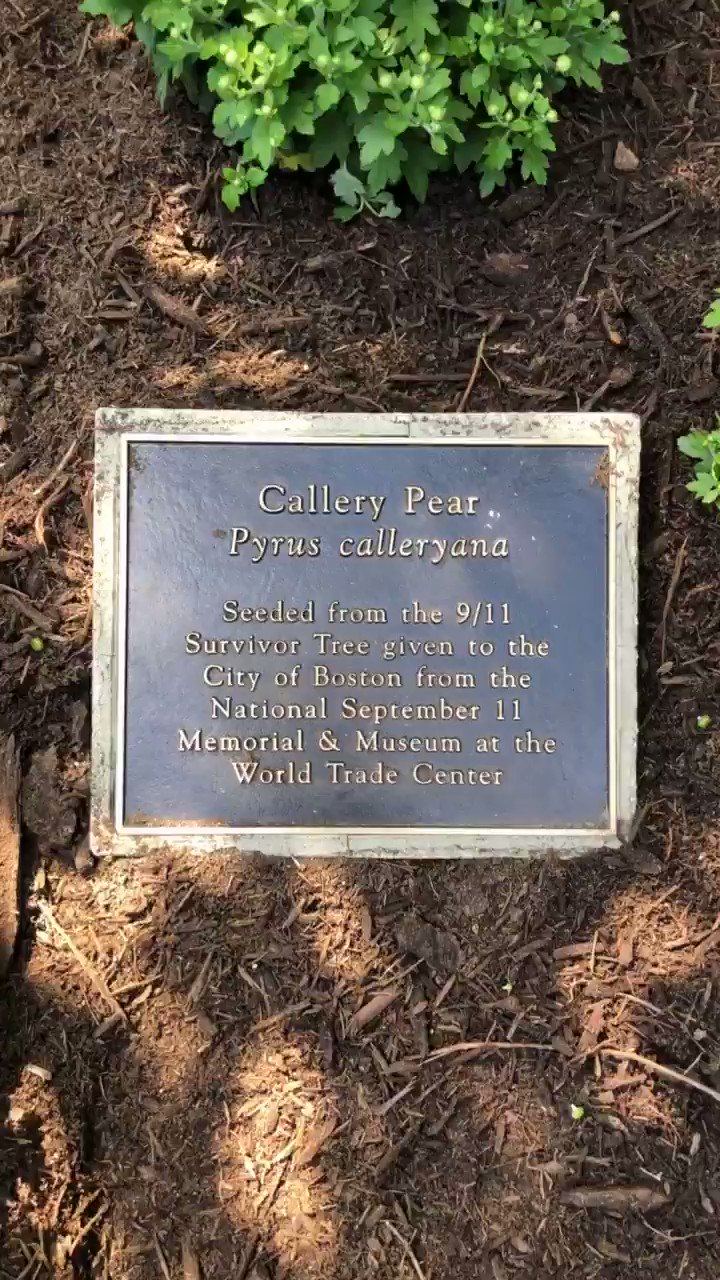 Callery Pear
Pyrus calleryana
Seeded from the 9/11
Survivor Tree given to the
City of Boston from the
National September 11
Memorial & Museum at the
World Trade Center